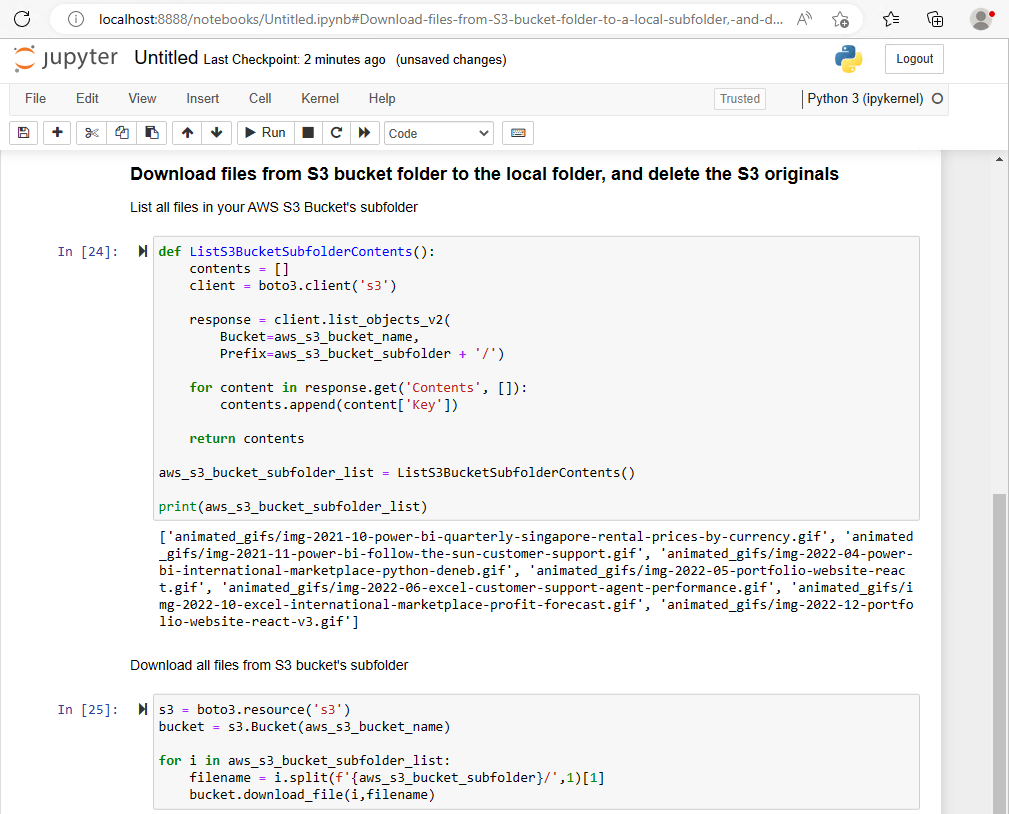 localhost:8888/notebooks/Untitled.ipynb#Download-files-from-S3-bucket-folder-to-a-local-subfolder,-and-d...
jupyter Untitled Last Checkpoint: 2 minutes ago (unsaved changes) Logout
File Edit View Insert Cell Kernel Help Trusted Python 3 (ipykernel)
Run Code
Download files from S3 bucket folder to the local folder, and delete the S3 originals
List all files in your AWS S3 Bucket's subfolder
In [24]: def ListS3BucketSubfolderContents():
    contents = []
    client = boto3.client('s3')
    response = client.list_objects_v2(
        Bucket=aws_s3_bucket_name,
        Prefix=aws_s3_bucket_subfolder + '/')
    for content in response.get('Contents', []):
        contents.append(content['Key'])
    return contents
aws_s3_bucket_subfolder_list = ListS3BucketSubfolderContents()
print(aws_s3_bucket_subfolder_list)
['animated_gifs/img-2021-10-power-bi-quarterly-singapore-rental-prices-by-currency.gif', 'animated
_gifs/img-2021-11-power-bi-follow-the-sun-customer-support.gif', 'animated_gifs/img-2022-04-power-
bi-international-marketplace-python-deneb.gif', 'animated_gifs/img-2022-05-portfolio-website-reac
t.gif', 'animated_gifs/img-2022-06-excel-customer-support-agent-performance.gif', 'animated_gifs/i
mg-2022-10-excel-international-marketplace-profit-forecast.gif', 'animated_gifs/img-2022-12-portfo
lio-website-react-v3.gif']
Download all files from S3 bucket's subfolder
In [25]: s3 = boto3.resource('s3')
bucket = s3.Bucket(aws_s3_bucket_name)
for i in aws_s3_bucket_subfolder_list:
    filename = i.split(f'{aws_s3_bucket_subfolder}/',1)[1]
    bucket.download_file(i,filename)